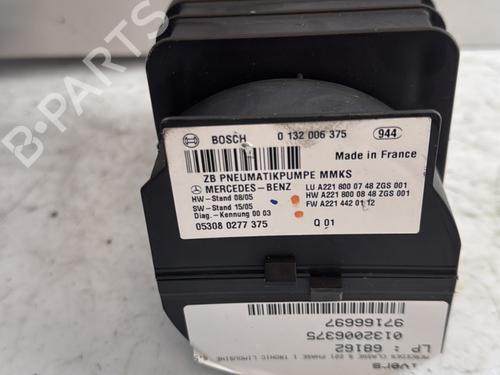 BOSCH 0 132 006 375 944
Made in France
ZB PNEUMATIKPUMPE MMKS
MERCEDES-BENZ LU A221 800 07 48 ZGS 001
HW-Stand 08/05 HW A221 800 08 48 ZGS 001
SW-Stand 15/05 FW A221 442 01 12
Diag.-Kennung 00 03
05308 0277 375 Q 01
ivers
LP : 68162
0132006375
97166697
B-PARTS